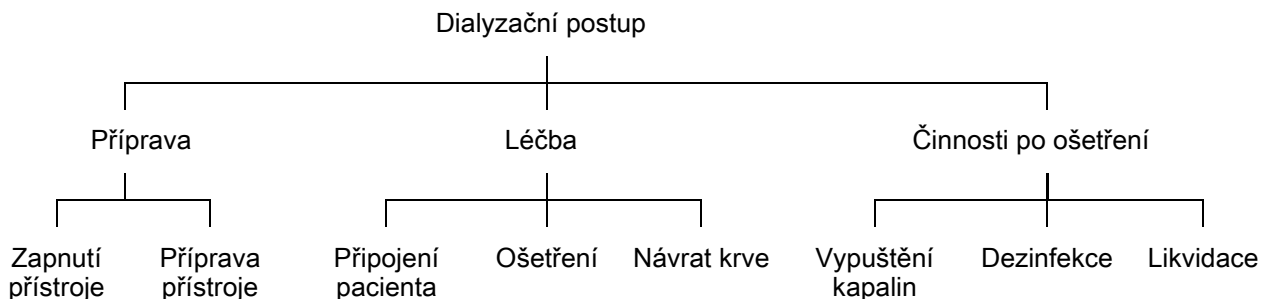 Dialyzační postup
Příprava
Léčba
Činnosti po ošetření
Zapnutí
přístroje
Příprava
přístroje
Připojení
pacienta
Ošetření
Návrat krve
Vypuštění
kapalin
Dezinfekce
Likvidace